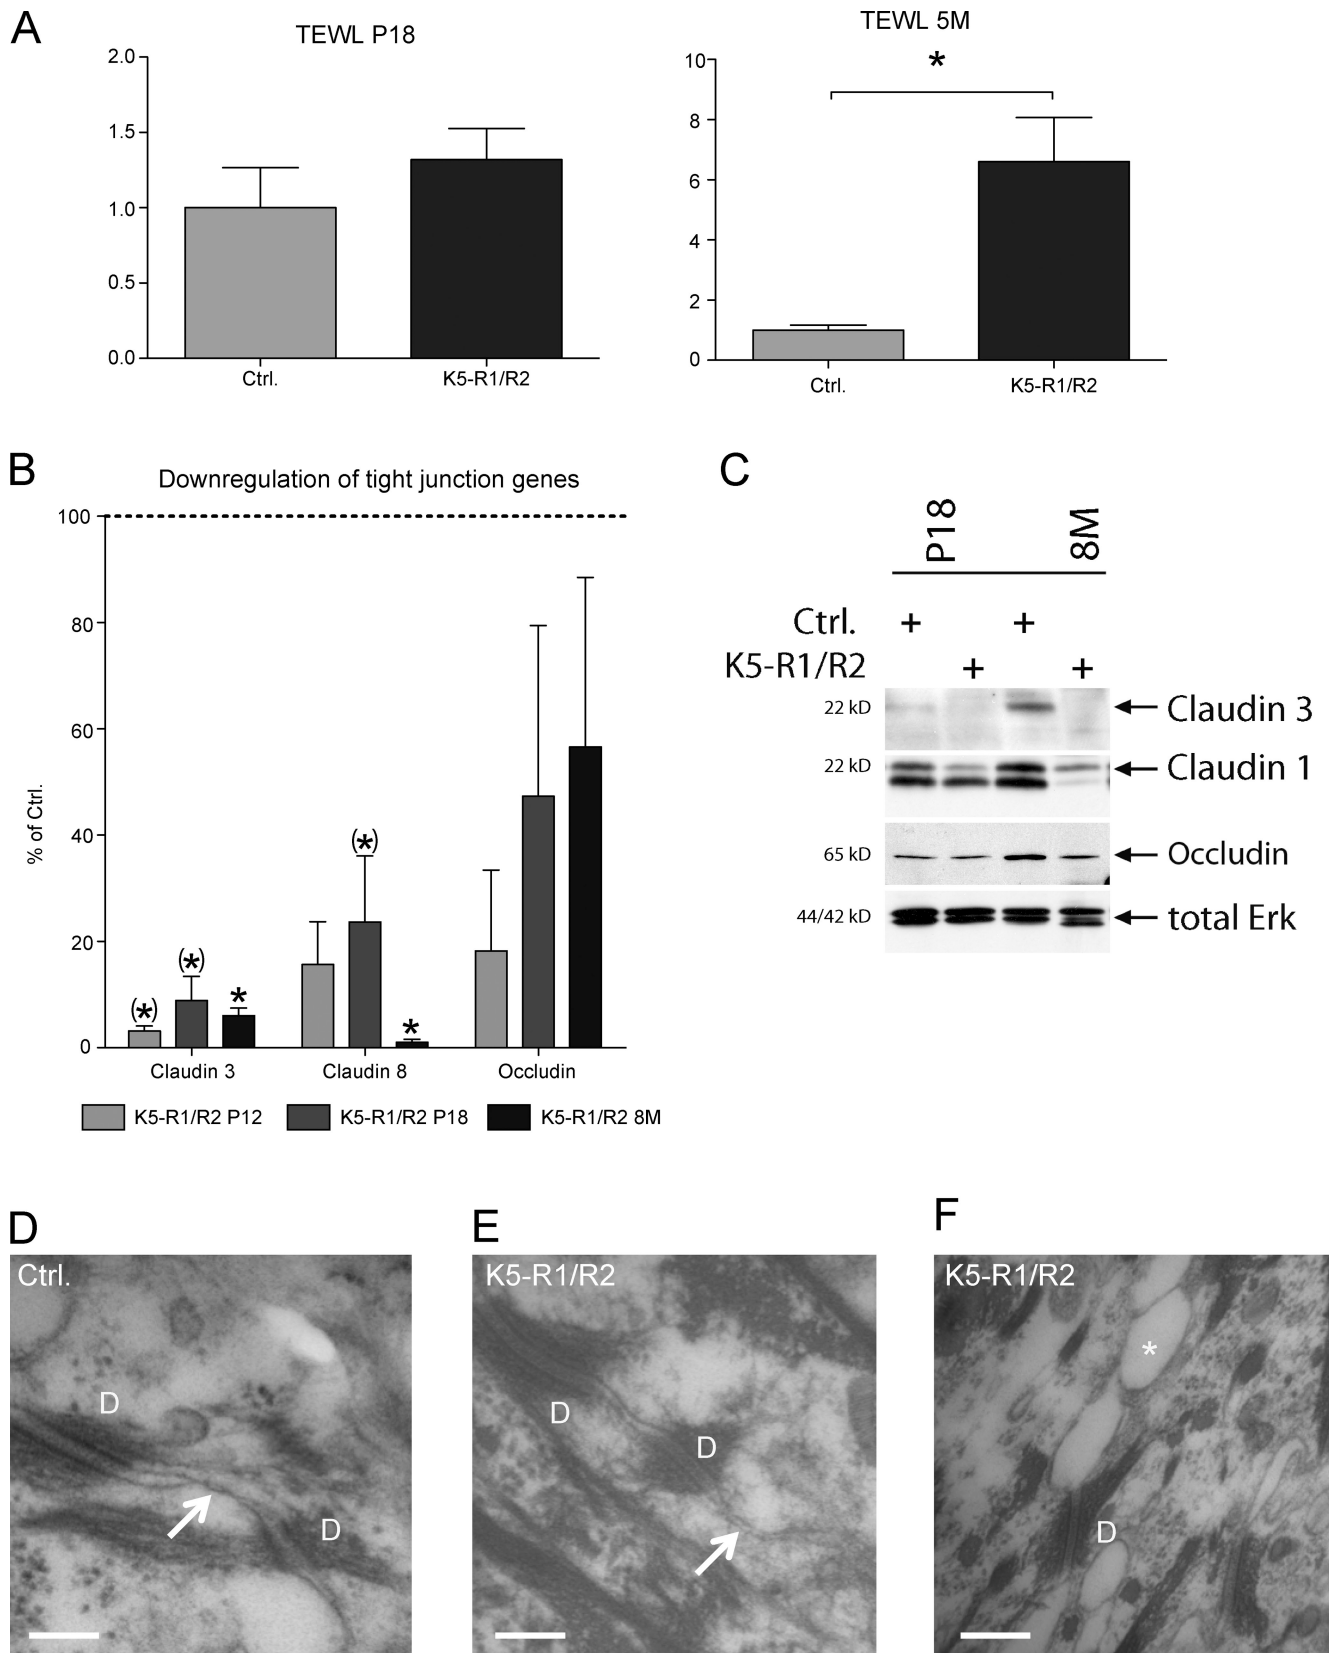 A
TEWL P18
2.0
1.5
1.0
0.5
0.0
Ctrl.
K5-R1/R2
TEWL 5M
*
10
8
6
4
2
0
Ctrl.
K5-R1/R2
B
Downregulation of tight junction genes
% of Ctrl.
100
80
60
40
20
0
(*)
(*)
*
(*)
*
Claudin 3
Claudin 8
Occludin
K5-R1/R2 P12
K5-R1/R2 P18
K5-R1/R2 8M
C
P18
8M
Ctrl. + +
K5-R1/R2 + +
22 kD Claudin 3
22 kD Claudin 1
65 kD Occludin
44/42 kD total Erk
D
Ctrl.
D
D
E
K5-R1/R2
D
D
F
K5-R1/R2
*
D